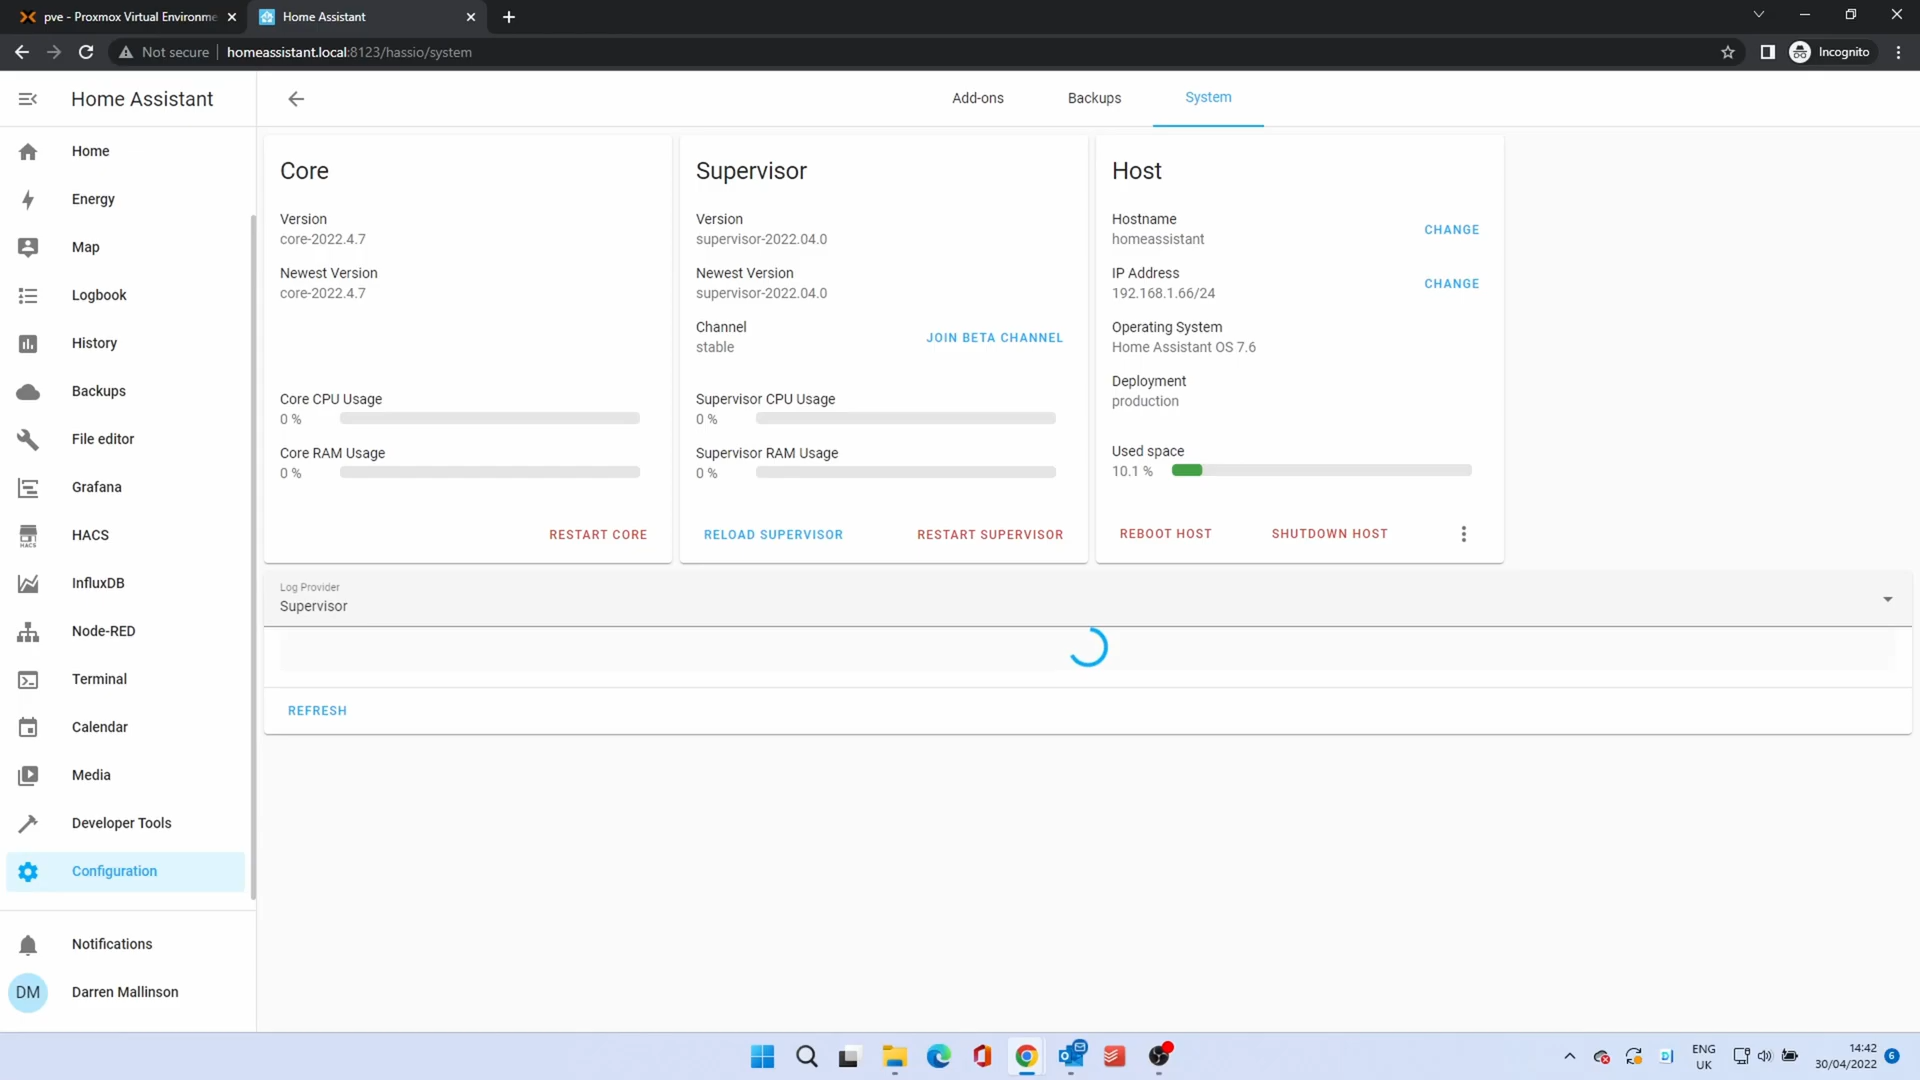 pve - Proxmox Virtual Environme
Home Assistant
Not secure
homeassistant.local:8123/hassio/system
Incognito
Home Assistant
Add-ons
Backups
System
Home
Energy
Map
Logbook
History
Backups
File editor
Grafana
HACS
HACS
InfluxDB
Node-RED
Terminal
Calendar
Media
Developer Tools
Configuration
Notifications
DM
Darren Mallinson
Core
Version
core-2022.4.7
Newest Version
core-2022.4.7
Core CPU Usage
0 %
Core RAM Usage
0 %
RESTART CORE
Supervisor
Version
supervisor-2022.04.0
Newest Version
supervisor-2022.04.0
Channel
stable
JOIN BETA CHANNEL
Supervisor CPU Usage
0 %
Supervisor RAM Usage
0 %
RELOAD SUPERVISOR
RESTART SUPERVISOR
Host
Hostname
homeassistant
CHANGE
IP Address
192.168.1.66/24
CHANGE
Operating System
Home Assistant OS 7.6
Deployment
production
Used space
10.1 %
REBOOT HOST
SHUTDOWN HOST
Log Provider
Supervisor
REFRESH
ENG
UK
14:42
30/04/2022
6